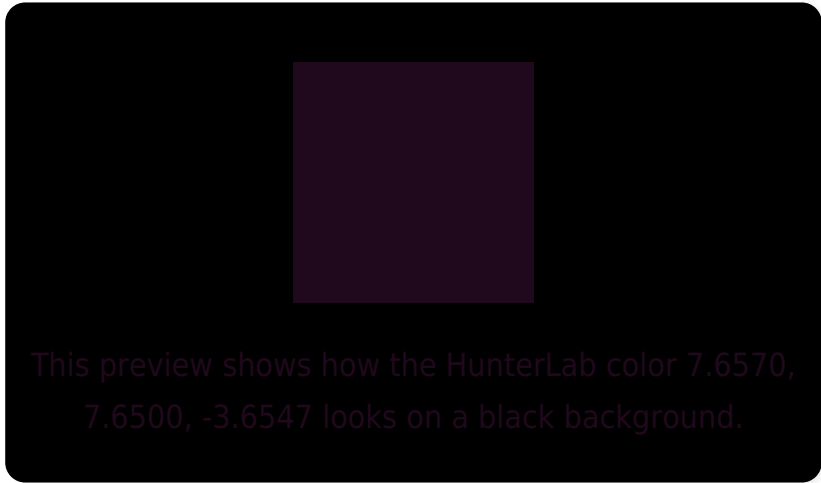 This preview shows how the HunterLab color 7.6570,
7.6500, -3.6547 looks on a black background.